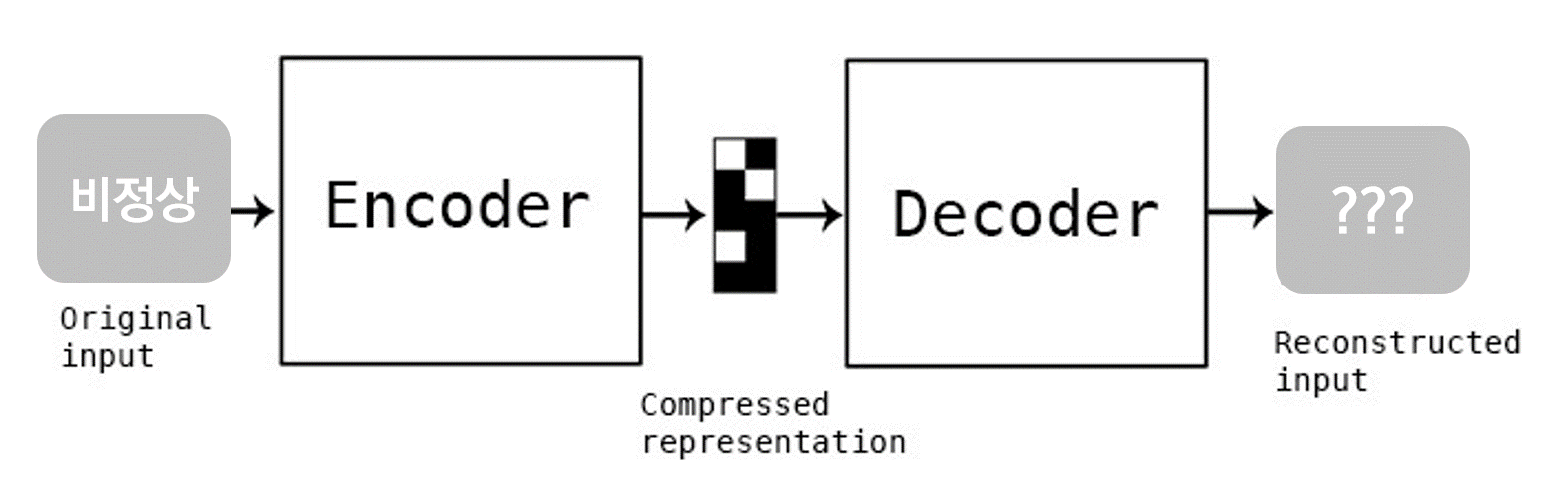 비정상
Original
input
Encoder
Compressed
representation
Decoder
???
Reconstructed
input